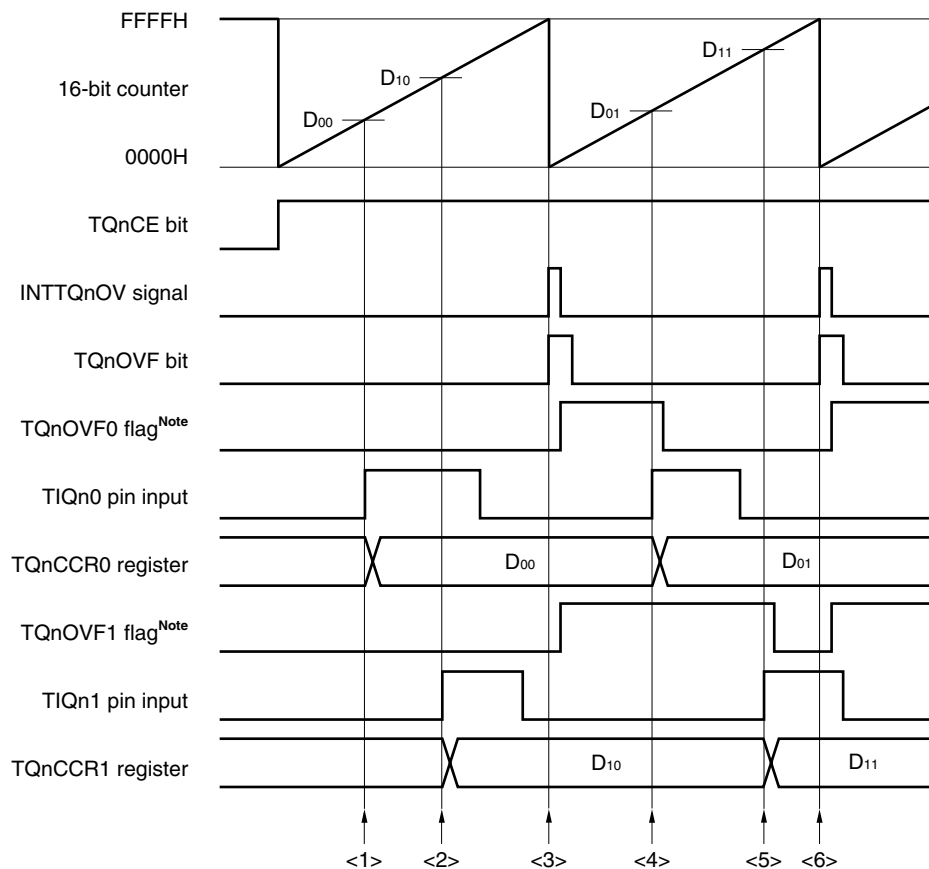 FFFFH
D11
D10
16-bit counter
D01
D00
0000H
TQnCE bit
INTTQnOV signal
TQnOVF bit
TQnOVF0 flagNote
TIQn0 pin input
TQnCCR0 register D00 D01
TQnOVF1 flagNote
TIQn1 pin input
TQnCCR1 register D10 D11
<1> <2> <3> <4> <5> <6>